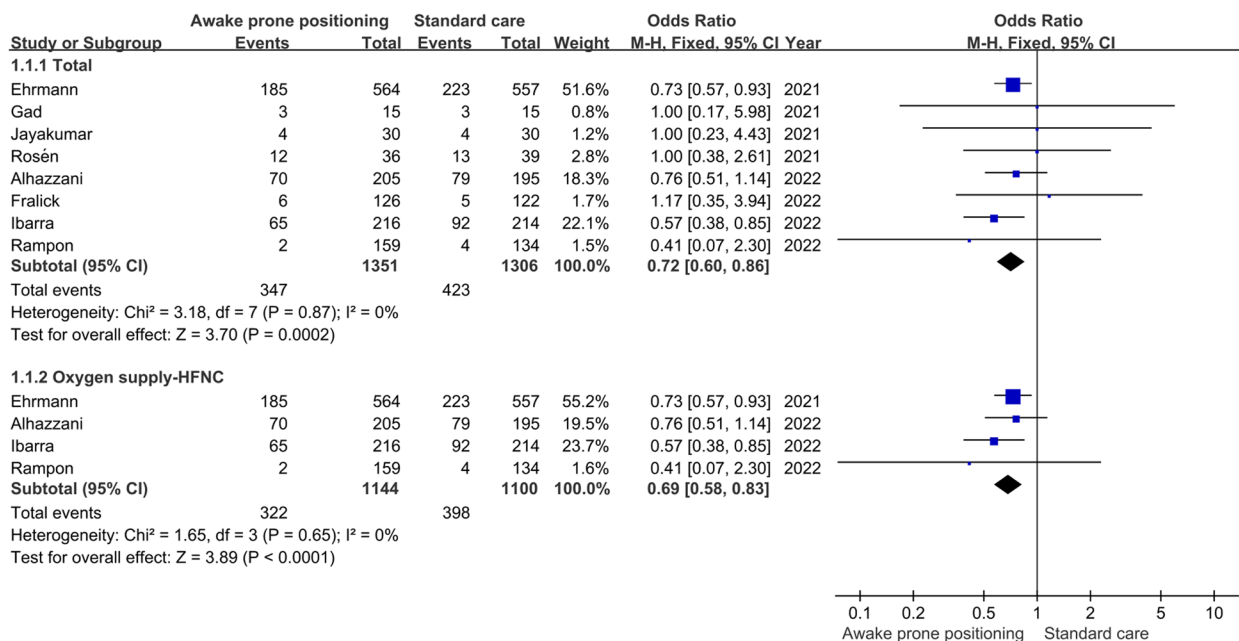 Awake prone positioning Standard care Odds Ratio Odds Ratio
Study or Subgroup Events Total Events Total Weight M-H, Fixed, 95% CI Year M-H, Fixed, 95% CI
1.1.1 Total
Ehrmann 185 564 223 557 51.6% 0.73 [0.57, 0.93] 2021
Gad 3 15 3 15 0.8% 1.00 [0.17, 5.98] 2021
Jayakumar 4 30 4 30 1.2% 1.00 [0.23, 4.43] 2021
Rosén 12 36 13 39 2.8% 1.00 [0.38, 2.61] 2021
Alhazzani 70 205 79 195 18.3% 0.76 [0.51, 1.14] 2022
Fralick 6 126 5 122 1.7% 1.17 [0.35, 3.94] 2022
Ibarra 65 216 92 214 22.1% 0.57 [0.38, 0.85] 2022
Rampon 2 159 4 134 1.5% 0.41 [0.07, 2.30] 2022
Subtotal (95% CI) 1351 1306 100.0% 0.72 [0.60, 0.86]
Total events 347 423
Heterogeneity: Chi² = 3.18, df = 7 (P = 0.87); I² = 0%
Test for overall effect: Z = 3.70 (P = 0.0002)
1.1.2 Oxygen supply-HFNC
Ehrmann 185 564 223 557 55.2% 0.73 [0.57, 0.93] 2021
Alhazzani 70 205 79 195 19.5% 0.76 [0.51, 1.14] 2022
Ibarra 65 216 92 214 23.7% 0.57 [0.38, 0.85] 2022
Rampon 2 159 4 134 1.6% 0.41 [0.07, 2.30] 2022
Subtotal (95% CI) 1144 1100 100.0% 0.69 [0.58, 0.83]
Total events 322 398
Heterogeneity: Chi² = 1.65, df = 3 (P = 0.65); I² = 0%
Test for overall effect: Z = 3.89 (P < 0.0001)
0.1 0.2 0.5 1 2 5 10
Awake prone positioning Standard care